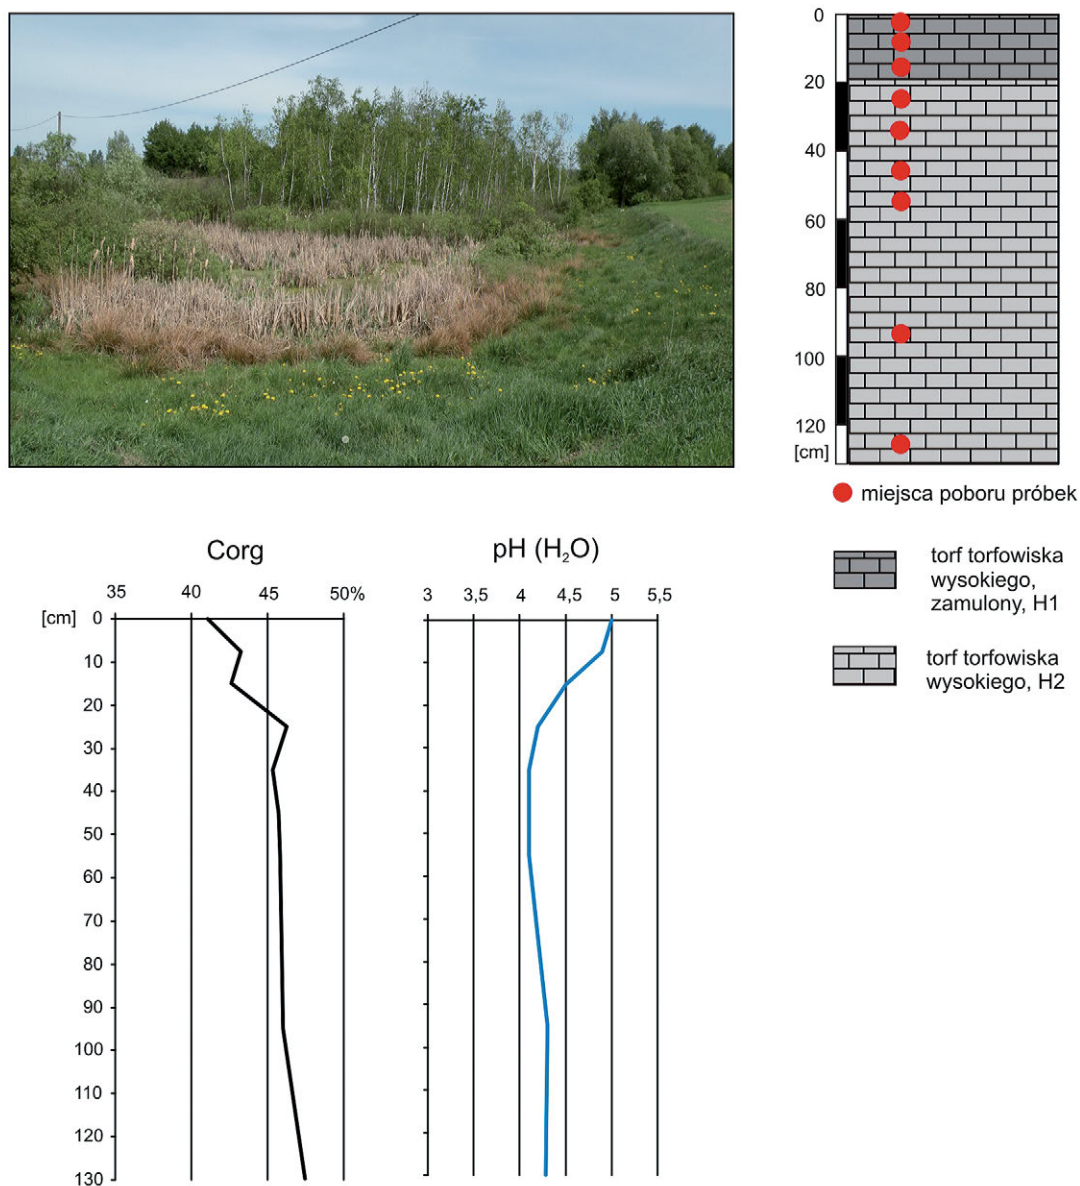 0
20
40
60
80
100
120
[cm]
miejsca poboru próbek
torf torfowiska
wysokiego,
zamulony, H1
torf torfowiska
wysokiego, H2
Corg
35 40 45 50%
[cm] 0
10
20
30
40
50
60
70
80
90
100
110
120
130
pH (H₂O)
3 3,5 4 4,5 5 5,5